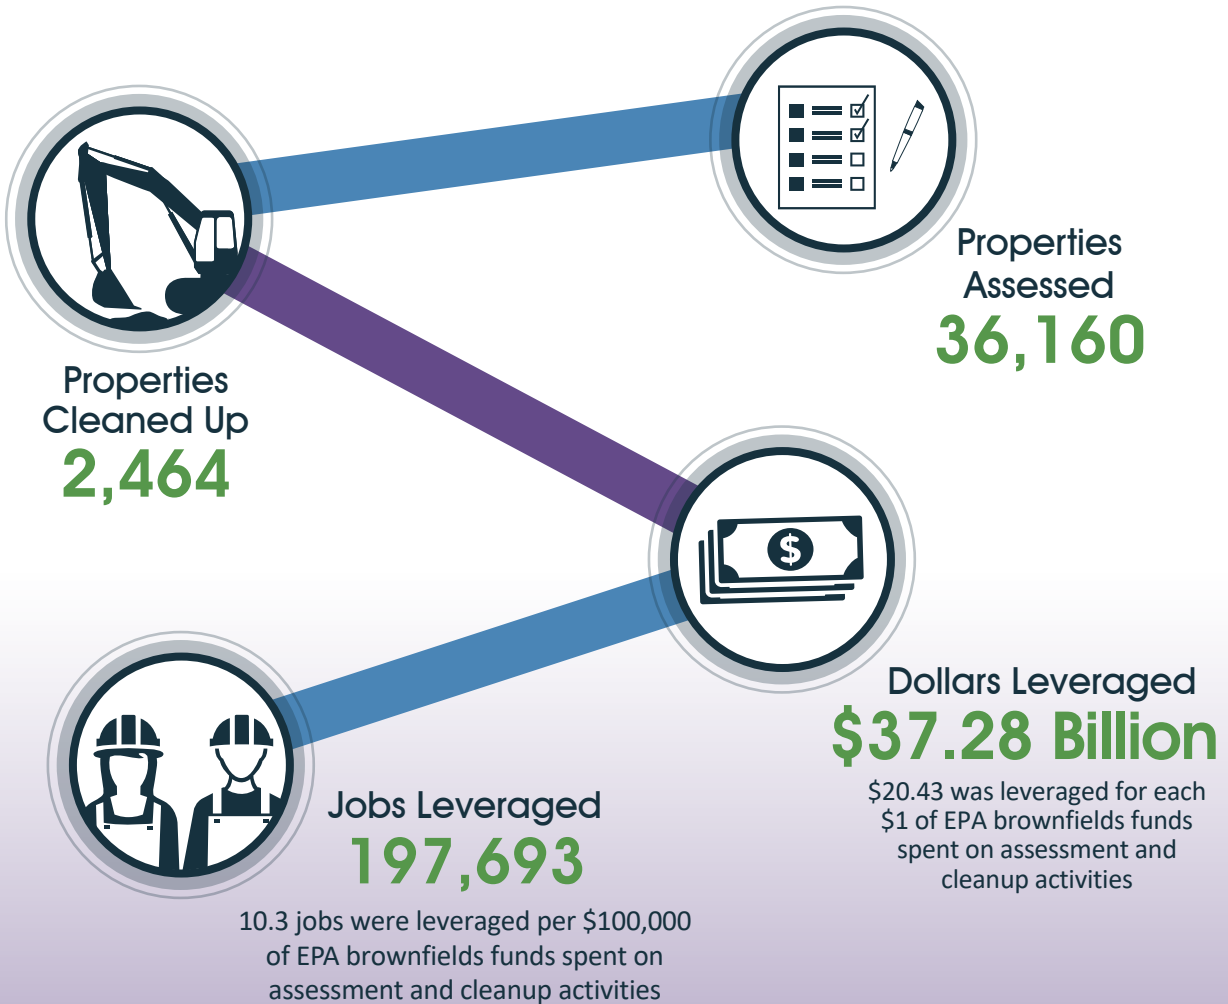 Properties
Assessed
36,160
Properties
Cleaned Up
2,464
$
Dollars Leveraged
$37.28 Billion
$20.43 was leveraged for each
$1 of EPA brownfields funds
spent on assessment and
cleanup activities
Jobs Leveraged
197,693
10.3 jobs were leveraged per $100,000
of EPA brownfields funds spent on
assessment and cleanup activities